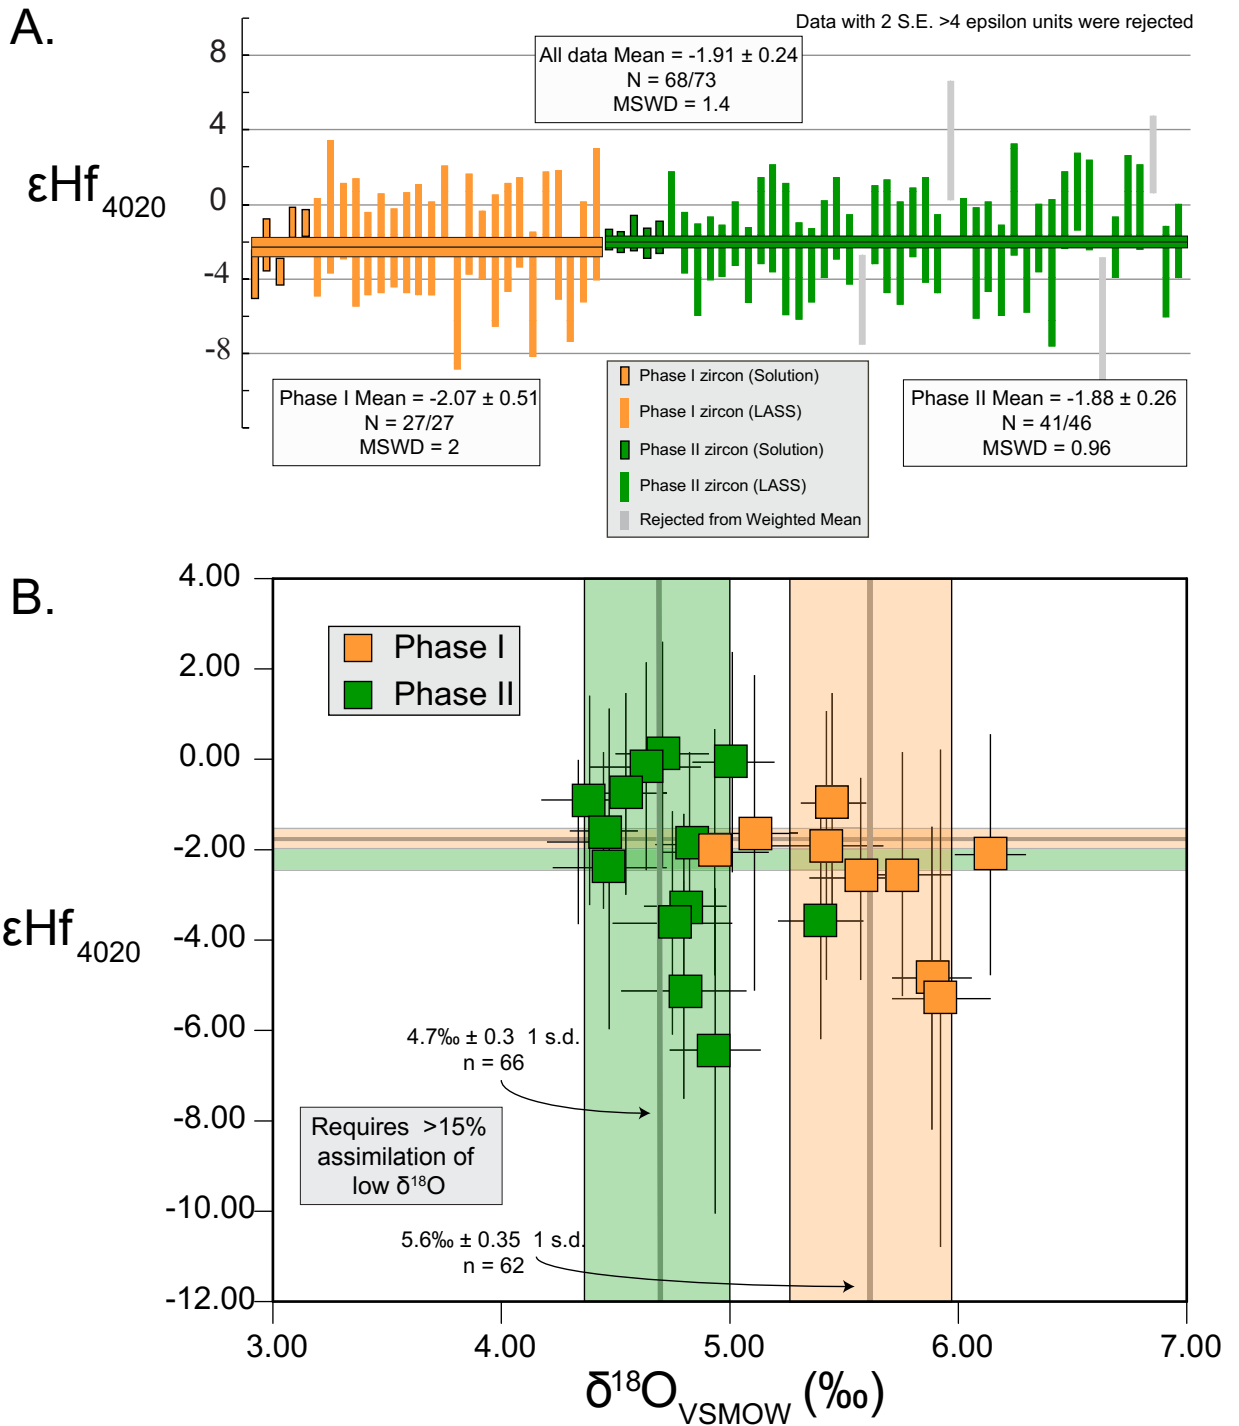 A.
Data with 2 S.E. >4 epsilon units were rejected
8
4
0
-4
-8
εHf4020
All data Mean = -1.91 ± 0.24
N = 68/73
MSWD = 1.4
Phase I Mean = -2.07 ± 0.51
N = 27/27
MSWD = 2
Phase I zircon (Solution)
Phase I zircon (LASS)
Phase II zircon (Solution)
Phase II zircon (LASS)
Rejected from Weighted Mean
Phase II Mean = -1.88 ± 0.26
N = 41/46
MSWD = 0.96
B.
4.00
2.00
0.00
-2.00
-4.00
-6.00
-8.00
-10.00
-12.00
εHf4020
Phase I
Phase II
4.7‰ ± 0.3 1 s.d.
n = 66
Requires >15%
assimilation of
low δ¹⁸O
5.6‰ ± 0.35 1 s.d.
n = 62
3.00
4.00
5.00
6.00
7.00
δ¹⁸OVSMOW (‰)